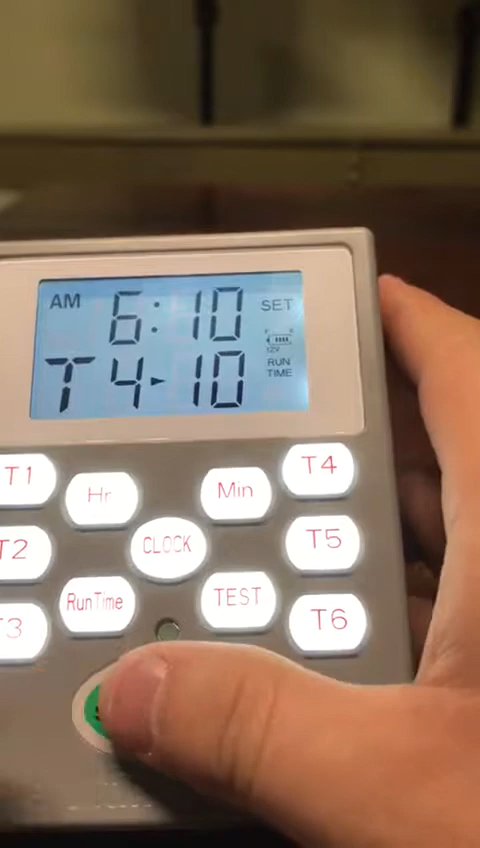 AM 6:10 SET
F
12V
T4-10 RUN
TIME
T1 Hr Min T4
T2 CLOCK T5
T3 RunTime TEST T6